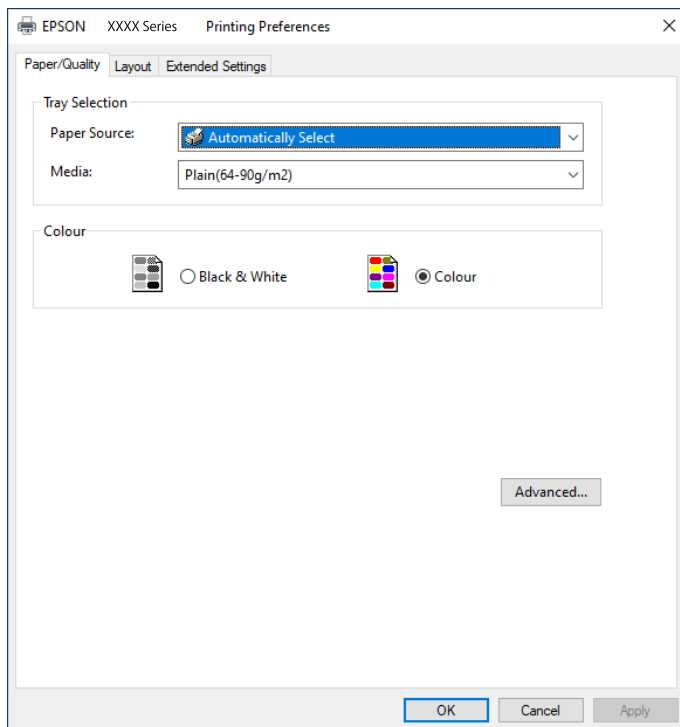 EPSON XXXX Series Printing Preferences
Paper/Quality Layout Extended Settings
Tray Selection
Paper Source: Automatically Select
Media: Plain(64-90g/m2)
Colour
Black & White Colour
Advanced...
OK Cancel Apply